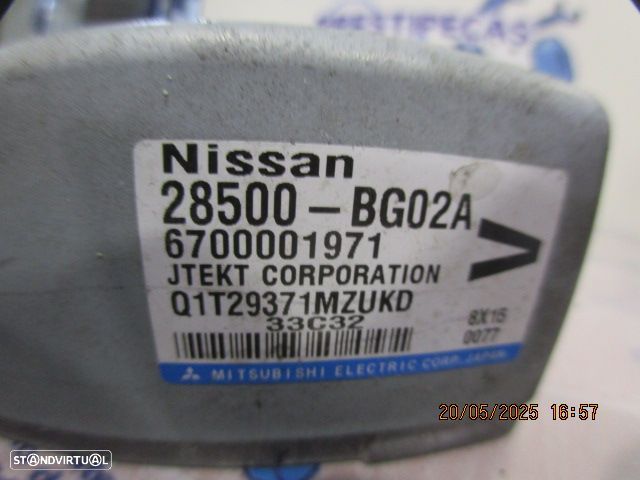 PRESTIPEÇAS
Nissan
28500-BG02A
6700001971
JTEKT CORPORATION
Q1T29371MZUKD
33C32
8X15
0077
MITSUBISHI ELECTRIC CORP. JAPAN
20/05/2025 16:57
STANDVIRTUAL